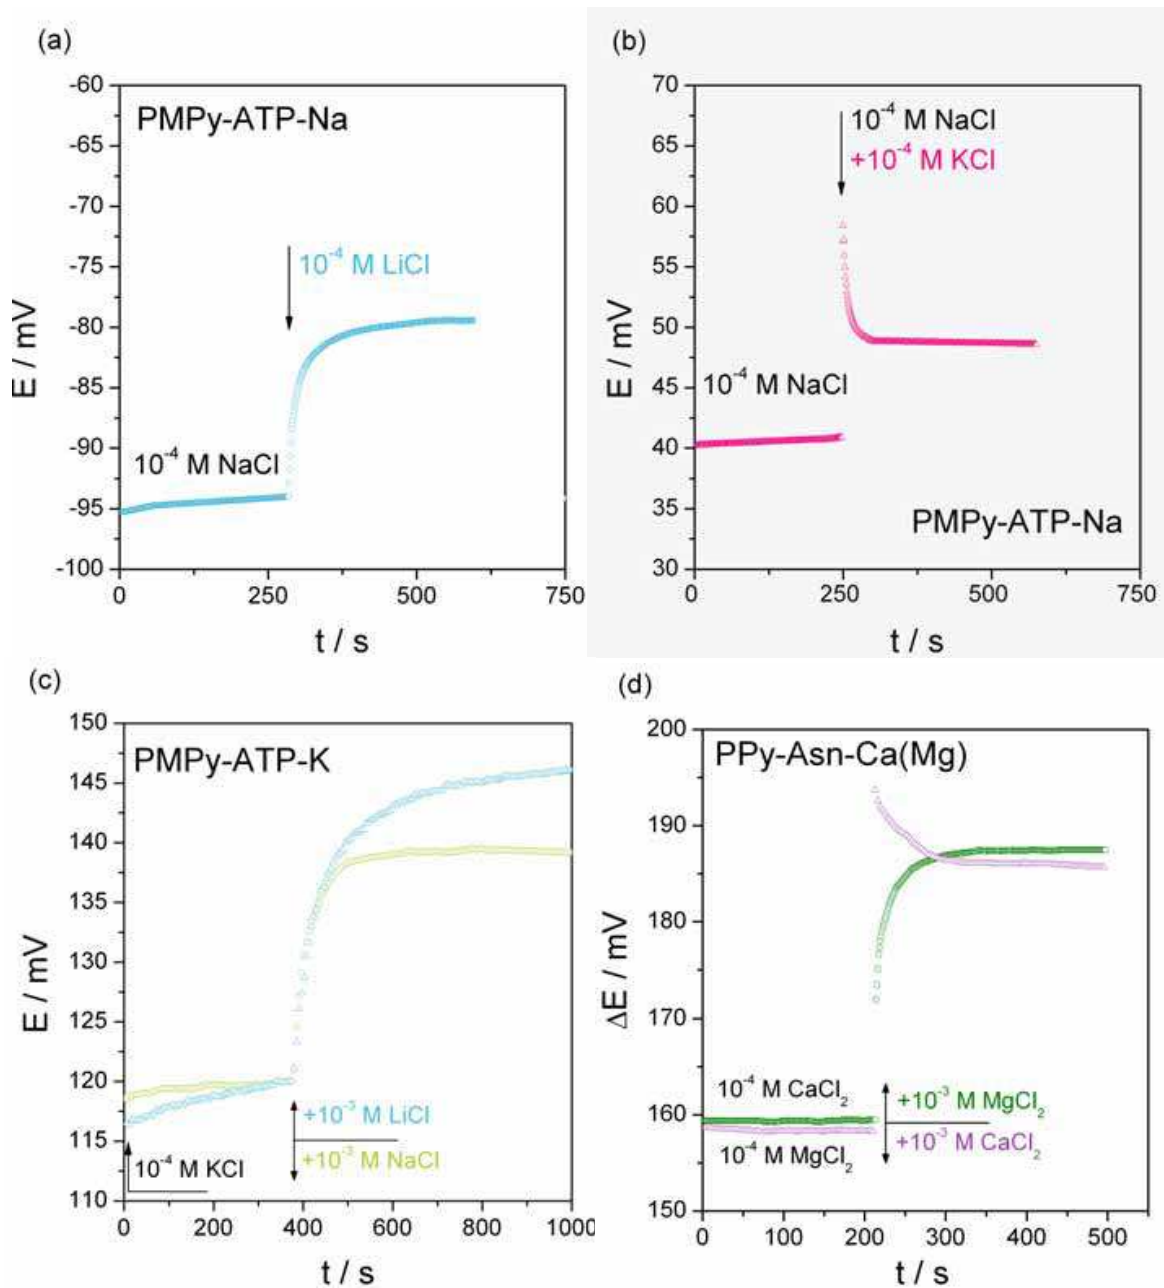 (a)
PMPy-ATP-Na
10⁻⁴ M LiCl
10⁻⁴ M NaCl
E / mV
-60
-65
-70
-75
-80
-85
-90
-95
-100
0 250 500 750
t / s
(b)
10⁻⁴ M NaCl
+10⁻⁴ M KCl
10⁻⁴ M NaCl
PMPy-ATP-Na
E / mV
70
65
60
55
50
45
40
35
30
0 250 500 750
t / s
(c)
PMPy-ATP-K
+10⁻³ M LiCl
+10⁻³ M NaCl
10⁻⁴ M KCl
E / mV
150
145
140
135
130
125
120
115
110
0 200 400 600 800 1000
t / s
(d)
PPy-Asn-Ca(Mg)
10⁻⁴ M CaCl₂
+10⁻³ M MgCl₂
+10⁻³ M CaCl₂
10⁻⁴ M MgCl₂
ΔE / mV
200
190
180
170
160
150
0 100 200 300 400 500
t / s